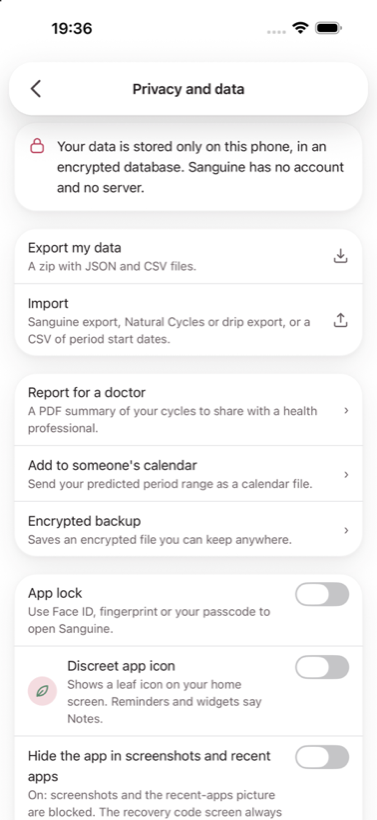 19:36
Privacy and data
Your data is stored only on this phone, in an
encrypted database. Sanguine has no account
and no server.
Export my data
A zip with JSON and CSV files.
Import
Sanguine export, Natural Cycles or drip export, or a
CSV of period start dates.
Report for a doctor
A PDF summary of your cycles to share with a health
professional.
Add to someone's calendar
Send your predicted period range as a calendar file.
Encrypted backup
Saves an encrypted file you can keep anywhere.
App lock
Use Face ID, fingerprint or your passcode to
open Sanguine.
Discreet app icon
Shows a leaf icon on your home
screen. Reminders and widgets say
Notes.
Hide the app in screenshots and recent
apps
On: screenshots and the recent-apps picture
are blocked. The recovery code screen always